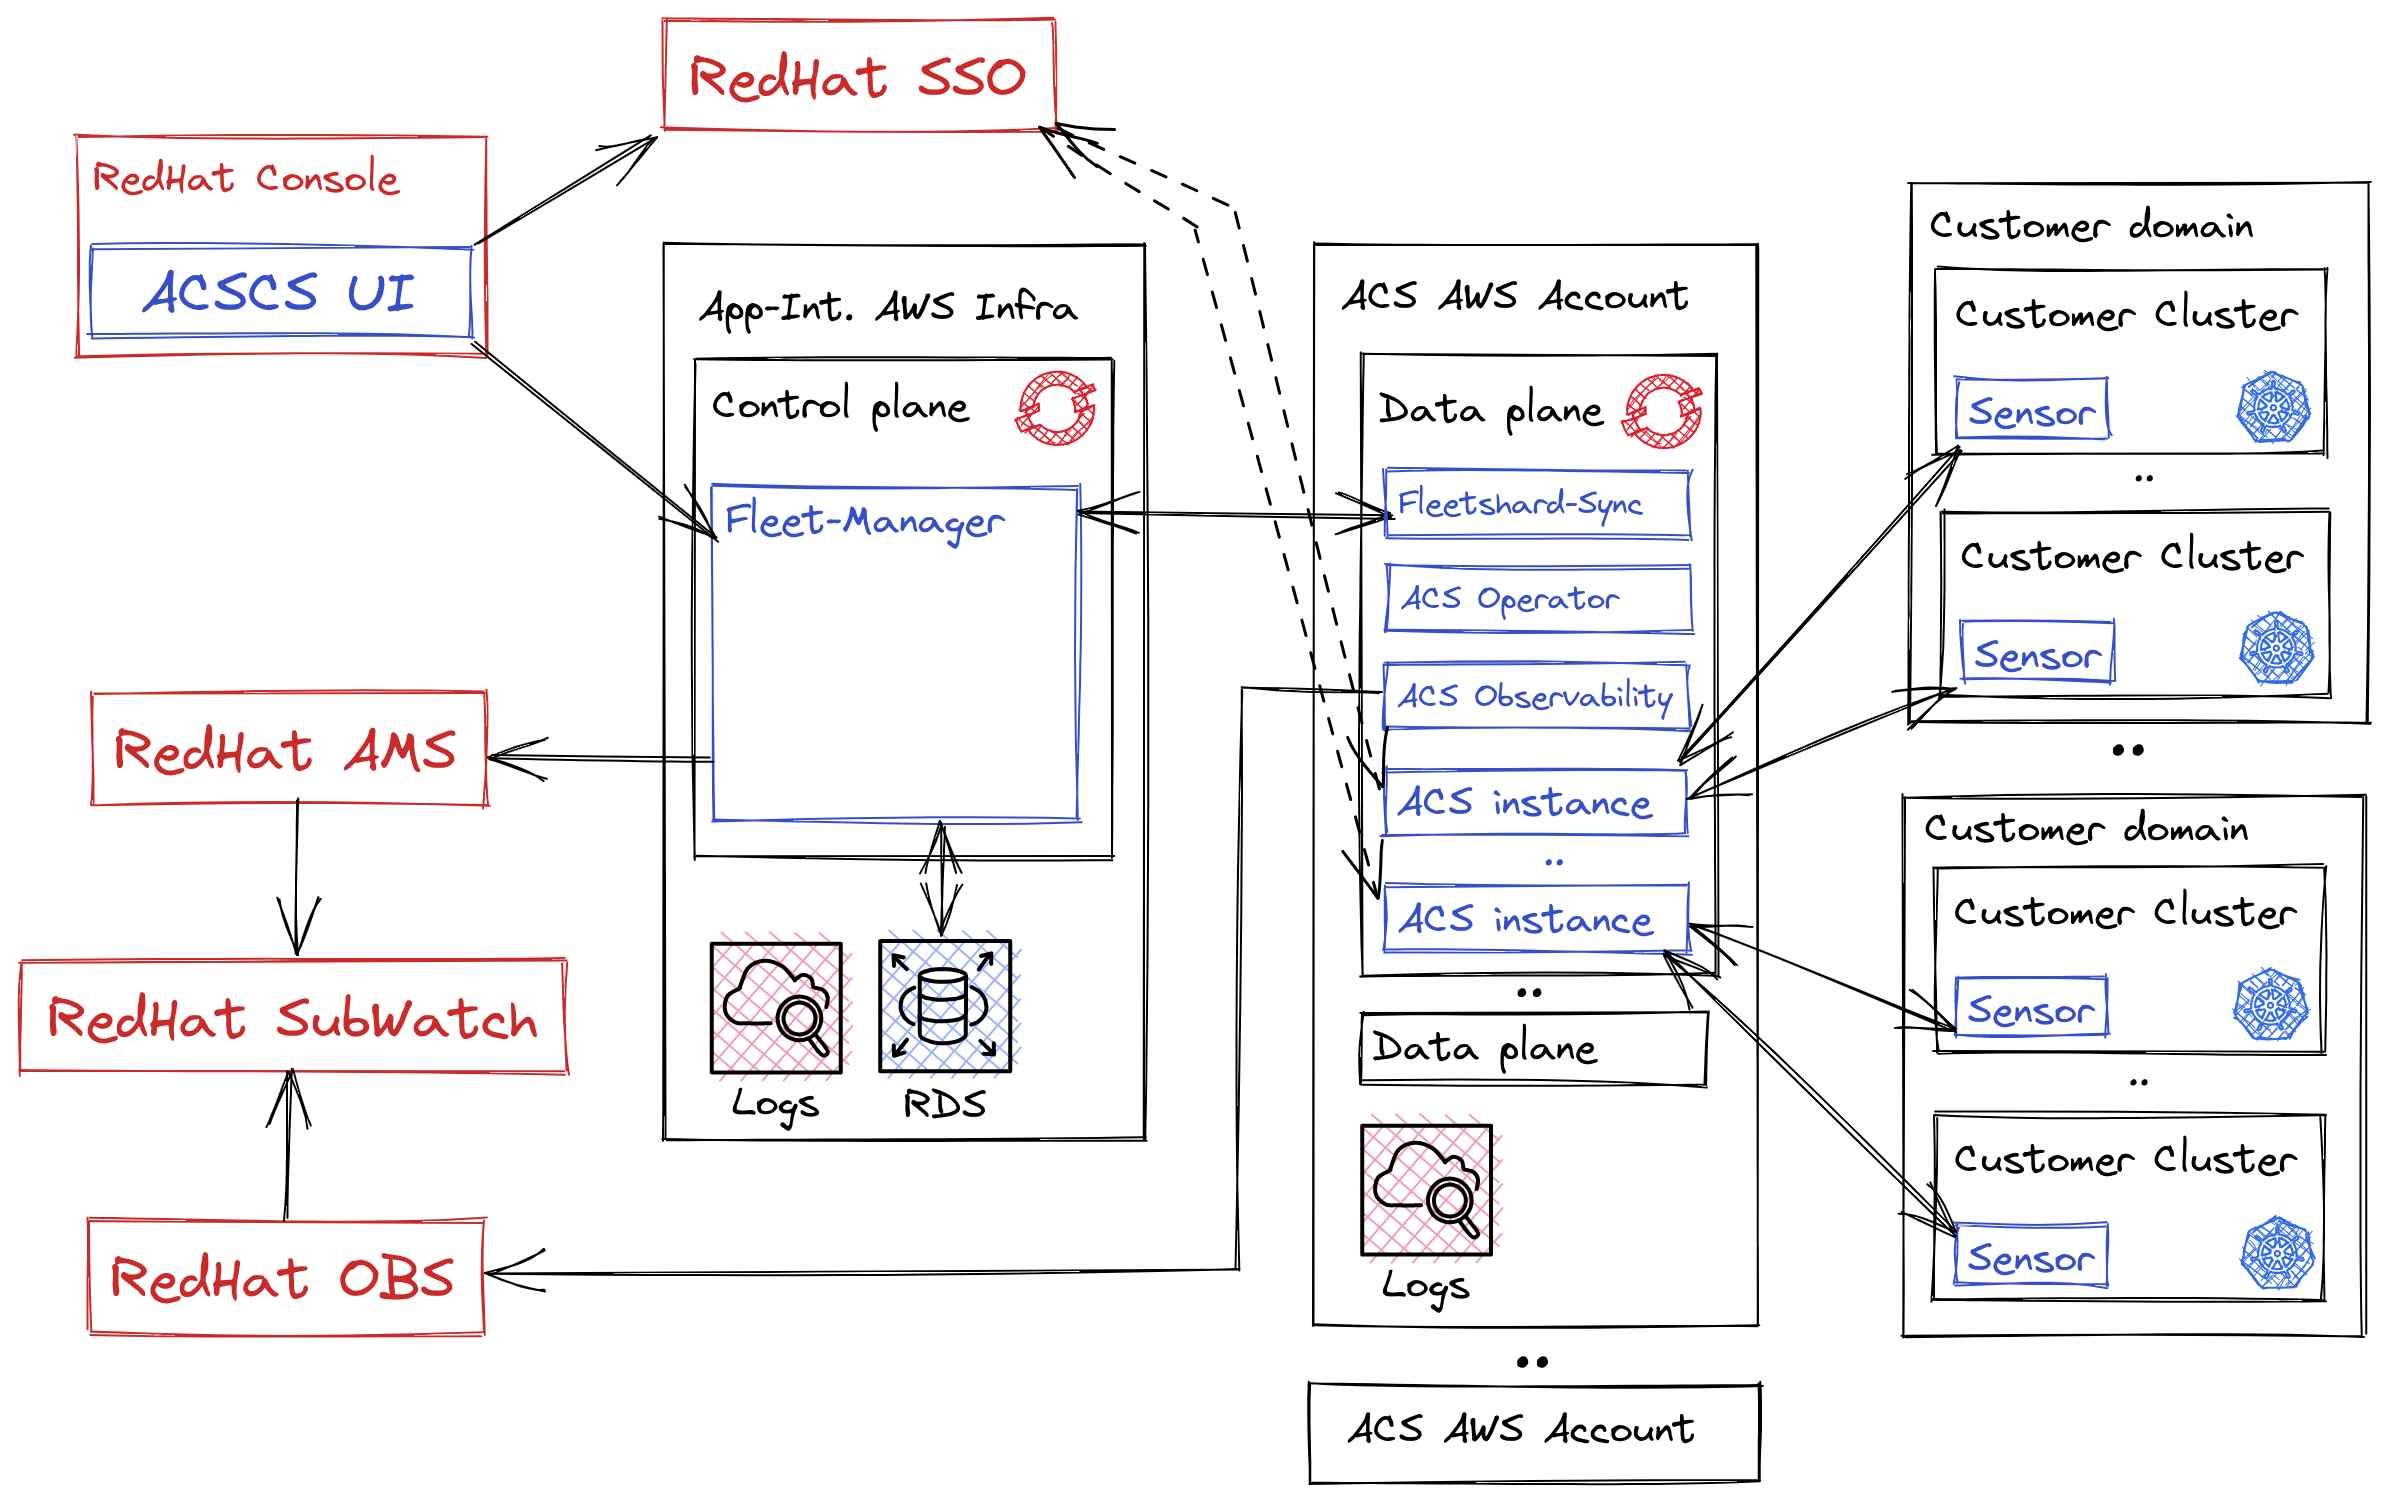 RedHat SSO
RedHat Console
ACSCS UI
App-Int. AWS Infra
Control plane
Fleet-Manager
Logs
RDS
RedHat AMS
RedHat SubWatch
RedHat OBS
ACS AWS Account
Data plane
Fleetshard-Sync
ACS Operator
ACS Observability
ACS instance
..
ACS instance
..
Data plane
Logs
..
ACS AWS Account
Customer domain
Customer Cluster
Sensor
..
Customer Cluster
Sensor
..
Customer domain
Customer Cluster
Sensor
..
Customer Cluster
Sensor